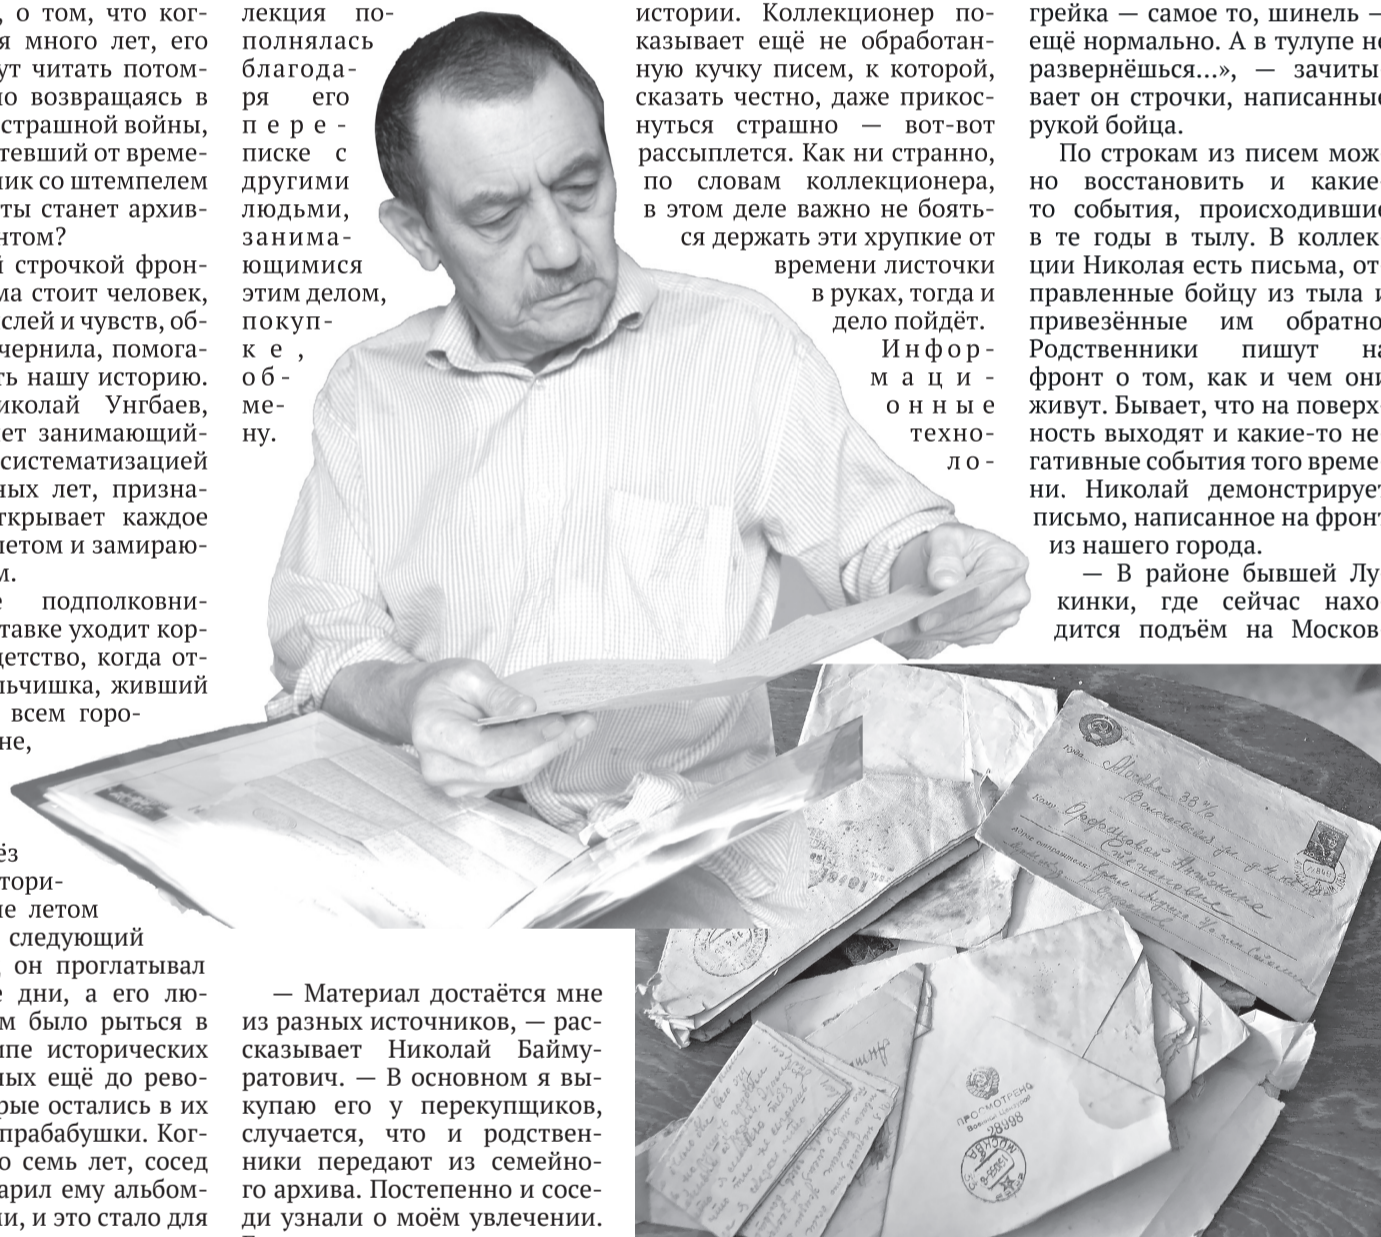 , о том, что ког-
я много лет, его
ут читать потом-
о возвращаясь в
страшной войны,
тевший от време-
ик со штемпелем
ты станет архив-
нтом?
й строчкой фрон-
ма стоит человек,
слей и чувств, об-
чернила, помога-
ть нашу историю.
иколай Унгбаев,
ет занимающий-
систематизацией
ных лет, призна-
ткрывает каждое
летом и замираю-
м.
е подполковни-
тавке уходит кор-
детство, когда от-
льчишка, живший
всем горо-
не,
ёз
тори-
ие летом
следующий
, он проглатывал
е дни, а его лю-
м было рыться в
ипе исторических
ных ещё до рево-
рые остались в их
прабабушки. Ког-
о семь лет, сосед
арил ему альбом-
ми, и это стало для
лекция по-
полнялась
благода-
ря его
пере-
писке с
другими
людьми,
занима-
ющимися
этим делом,
покуп-
ке,
об-
ме-
ну.
— Материал достаётся мне
из разных источников, — рас-
сказывает Николай Байму-
ратович. — В основном я вы-
купаю его у перекупщиков,
случается, что и родствен-
ники передают из семейно-
го архива. Постепенно и сосе-
ди узнали о моём увлечении.
истории. Коллекционер по-
казывает ещё не обработан-
ную кучку писем, к которой,
сказать честно, даже прикос-
нуться страшно — вот-вот
рассыплется. Как ни странно,
по словам коллекционера,
в этом деле важно не боять-
ся держать эти хрупкие от
времени листочки
в руках, тогда и
дело пойдёт.
Инфор-
маци-
онные
техно-
ло-
грейка — самое то, шинель —
ещё нормально. А в тулупе не
развернёшься…», — зачиты
вает он строчки, написанные
рукой бойца.
По строкам из писем мож
но восстановить и какие-
то события, происходившие
в те годы в тылу. В коллек
ции Николая есть письма, от
правленные бойцу из тыла и
привезённые им обратно
Родственники пишут на
фронт о том, как и чем они
живут. Бывает, что на поверх
ность выходят и какие-то не
гативные события того време
ни. Николай демонстрирует
письмо, написанное на фронт
из нашего города.
— В районе бывшей Лу
кинки, где сейчас нахо
дится подъём на Москов
Куда
Москва 33
Кому
ПРОСМОТРЕНО
Военной Цензурой
28998
МОСКВА